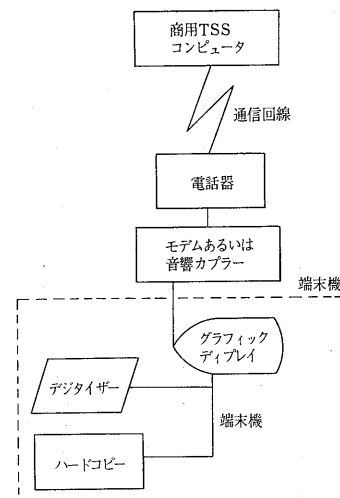 商用TSS
コンピュータ
通信回線
電話器
モデムあるいは
音響カプラー
端末機
グラフィック
ディプレイ
デジタイザー
端末機
ハードコピー